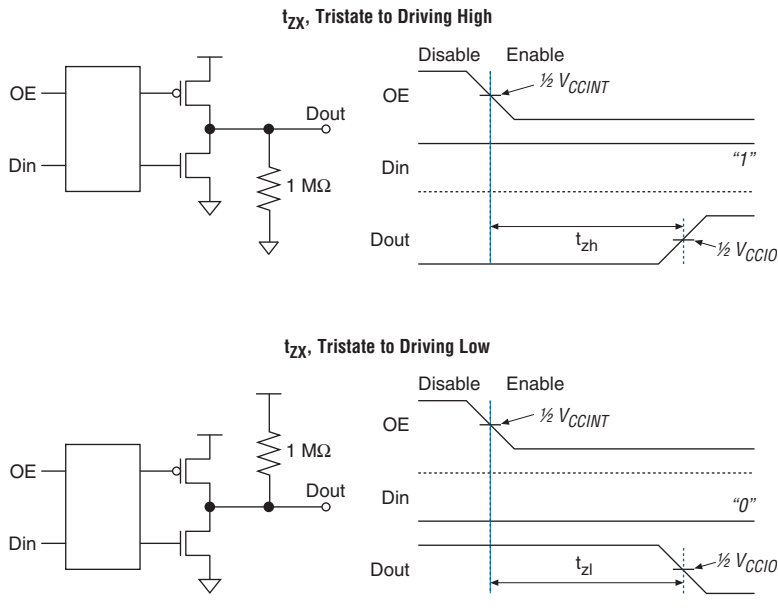 tZX, Tristate to Driving High
Disable Enable
OE
OE
½ VCCINT
Dout
Din
Din
"1"
1 MΩ
Dout
tzh
½ VCCIO
tZX, Tristate to Driving Low
Disable Enable
OE
½ VCCINT
1 MΩ
OE
Dout
Din
"0"
Din
Dout
tzl
½ VCCIO